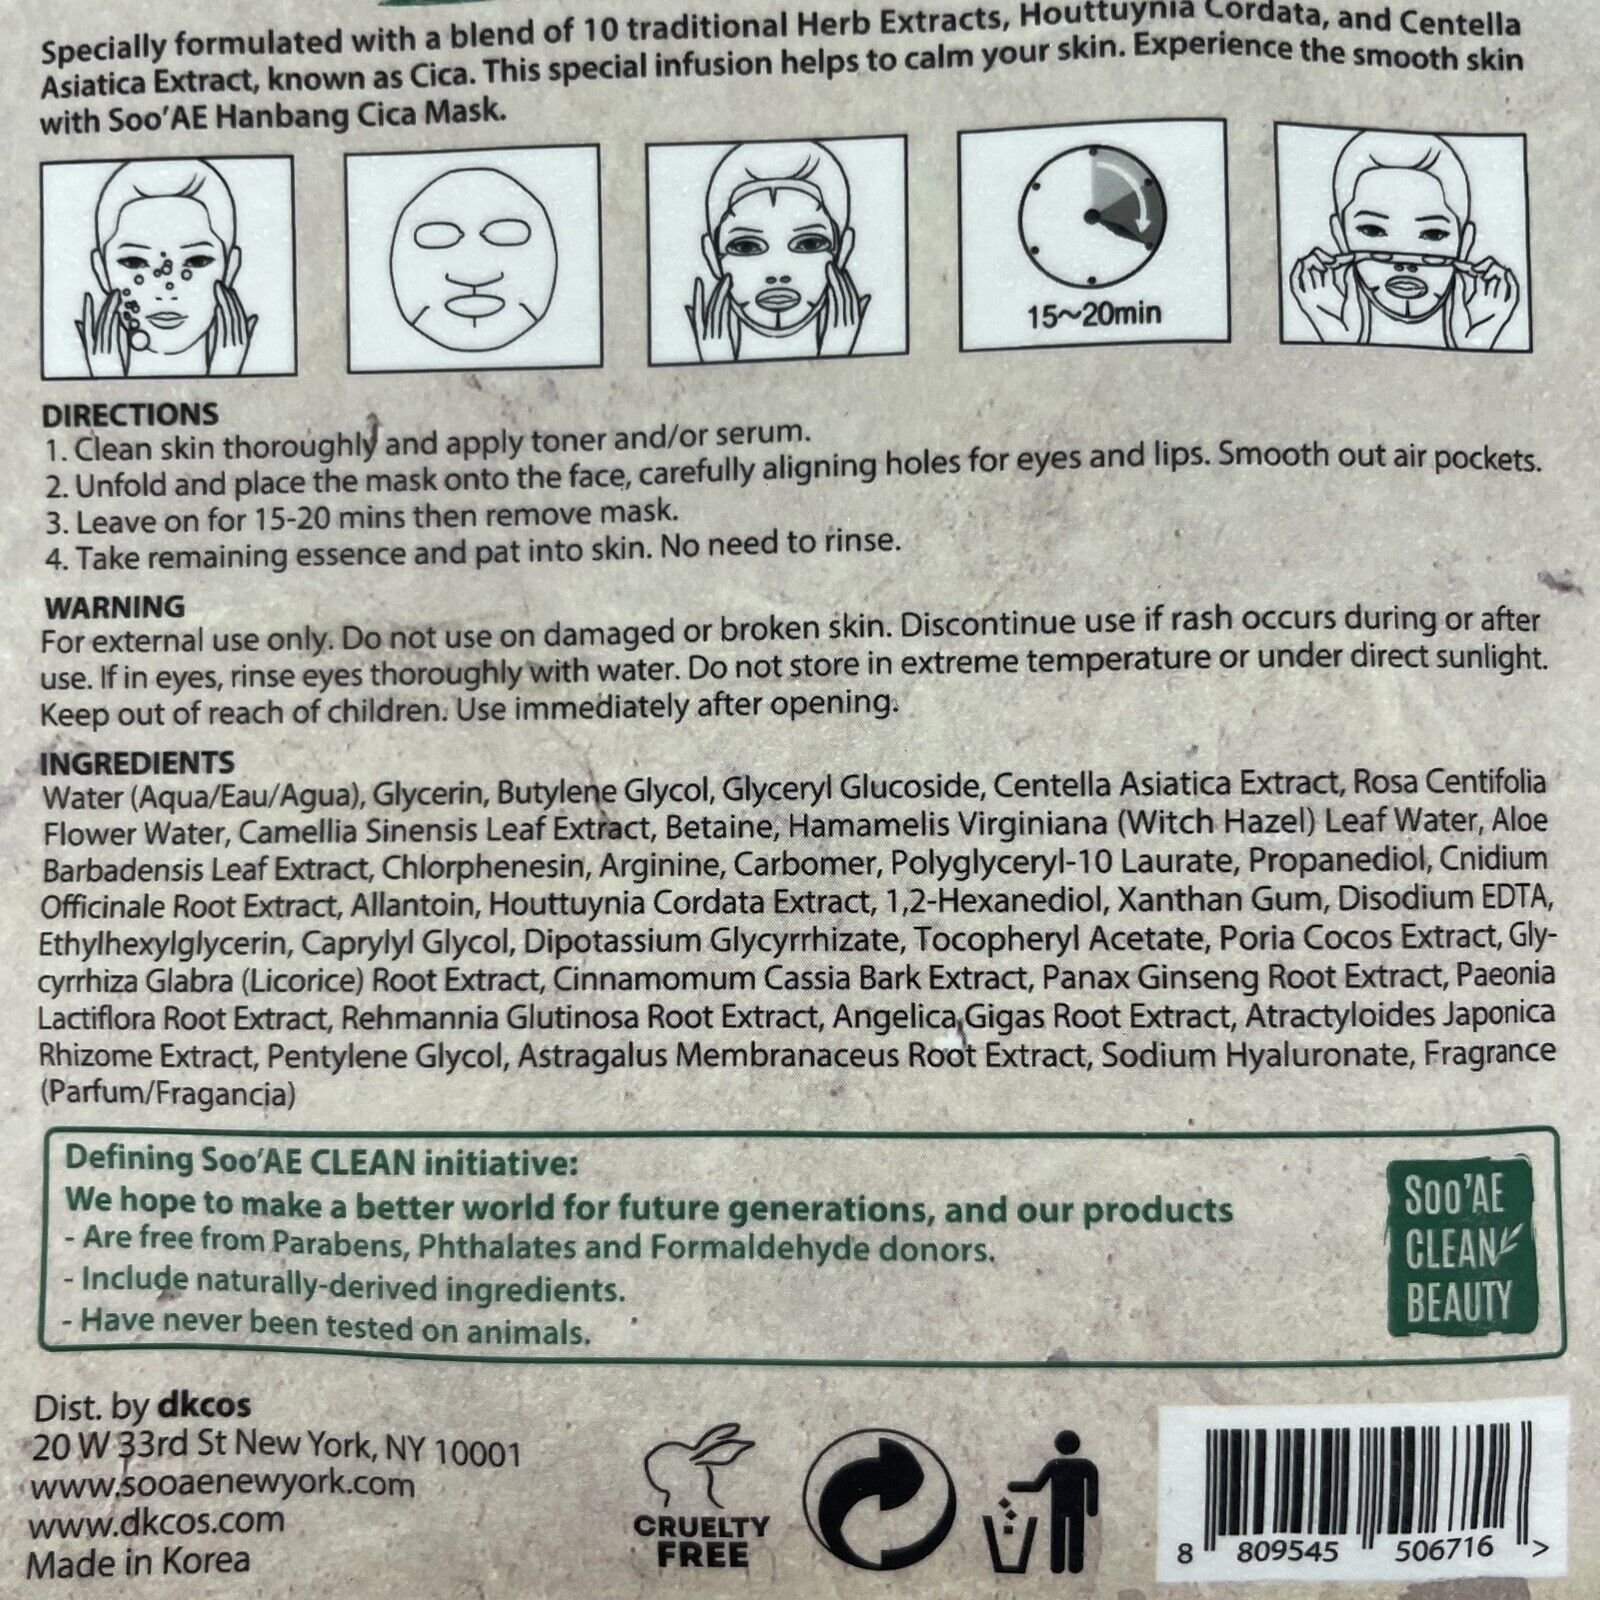 Specially formulated with a blend of 10 traditional Herb Extracts, Houttuynia Cordata, and Centella
Asiatica Extract, known as Cica. This special infusion helps to calm your skin. Experience the smooth skin
with Soo'AE Hanbang Cica Mask.
15~20min
DIRECTIONS
1. Clean skin thoroughly and apply toner and/or serum.
2. Unfold and place the mask onto the face, carefully aligning holes for eyes and lips. Smooth out air pockets.
3. Leave on for 15-20 mins then remove mask.
4. Take remaining essence and pat into skin. No need to rinse.
WARNING
For external use only. Do not use on damaged or broken skin. Discontinue use if rash occurs during or after
use. If in eyes, rinse eyes thoroughly with water. Do not store in extreme temperature or under direct sunlight.
Keep out of reach of children. Use immediately after opening.
INGREDIENTS
Water (Aqua/Eau/Agua), Glycerin, Butylene Glycol, Glyceryl Glucoside, Centella Asiatica Extract, Rosa Centifolia
Flower Water, Camellia Sinensis Leaf Extract, Betaine, Hamamelis Virginiana (Witch Hazel) Leaf Water, Aloe
Barbadensis Leaf Extract, Chlorphenesin, Arginine, Carbomer, Polyglyceryl-10 Laurate, Propanediol, Cnidium
Officinale Root Extract, Allantoin, Houttuynia Cordata Extract, 1,2-Hexanediol, Xanthan Gum, Disodium EDTA,
Ethylhexylglycerin, Caprylyl Glycol, Dipotassium Glycyrrhizate, Tocopheryl Acetate, Poria Cocos Extract, Gly-
cyrrhiza Glabra (Licorice) Root Extract, Cinnamomum Cassia Bark Extract, Panax Ginseng Root Extract, Paeonia
Lactiflora Root Extract, Rehmannia Glutinosa Root Extract, Angelica Gigas Root Extract, Atractyloides Japonica
Rhizome Extract, Pentylene Glycol, Astragalus Membranaceus Root Extract, Sodium Hyaluronate, Fragrance
(Parfum/Fragancia)
Defining Soo'AE CLEAN initiative:
We hope to make a better world for future generations, and our products
- Are free from Parabens, Phthalates and Formaldehyde donors.
- Include naturally-derived ingredients.
- Have never been tested on animals.
SOO'AE
CLEAN
BEAUTY
Dist. by dkcos
20 W 33rd St New York, NY 10001
www.sooaenewyork.com
www.dkcos.com
Made in Korea
CRUELTY
FREE
8 809545 506716 >